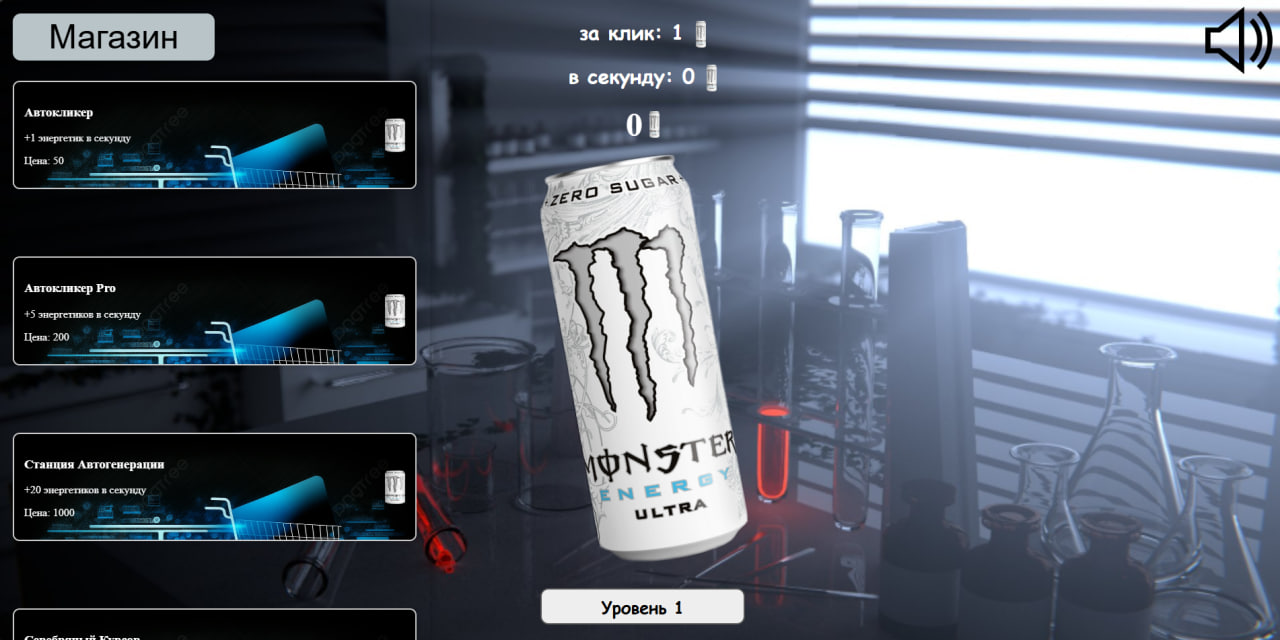 Магазин
за клик: 1
в секунду: 0
0
Автокликер
+1 энергетик в секунду
Цена: 50
Автокликер Pro
+5 энергетиков в секунду
Цена: 200
Станция Автогенерации
+20 энергетиков в секунду
Цена: 1000
Серебряный Курсор
ZERO SUGAR
MONSTER
ENERGY
ULTRA
Уровень 1